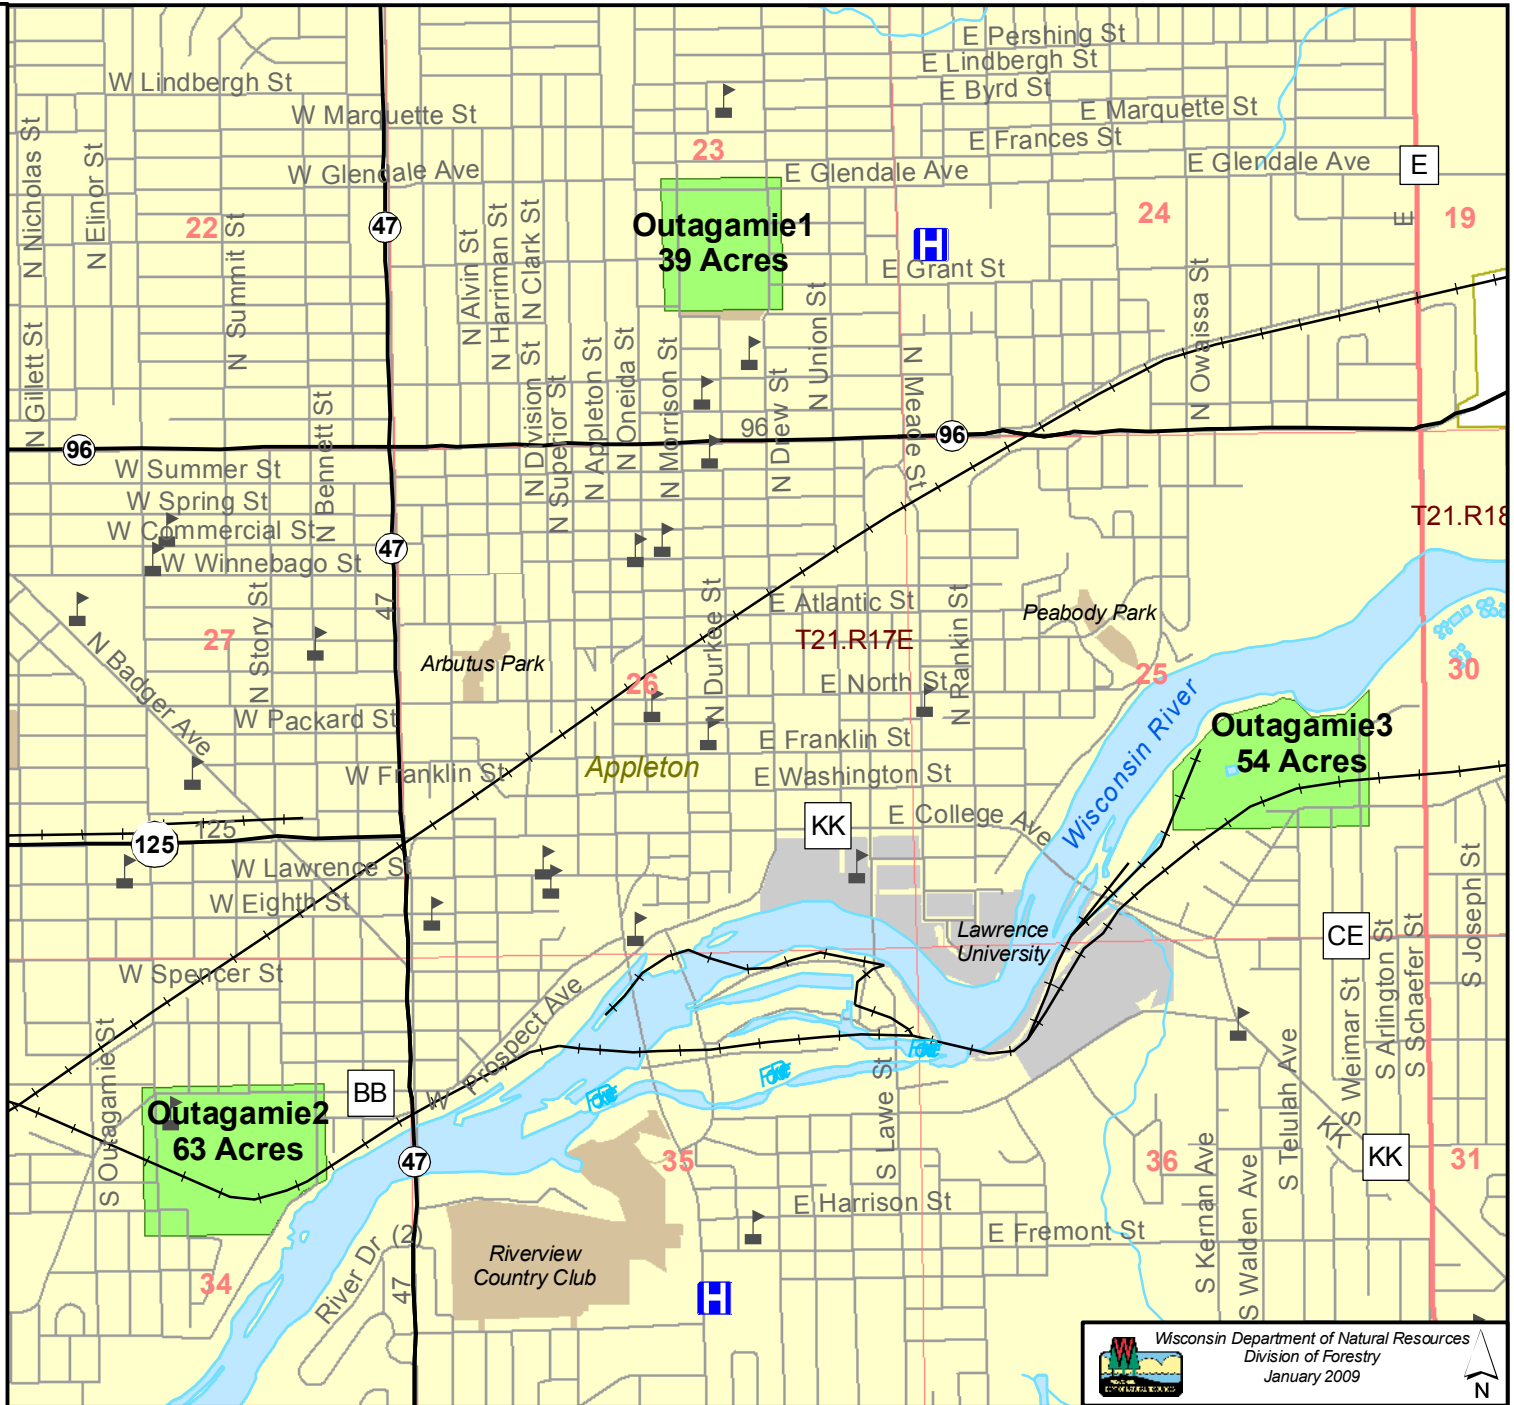 E Pershing St
E Lindbergh St
W Lindbergh St
E Byrd St
E Marquette St
W Marquette St
E Frances St
23
E Glendale Ave
E
W Glendale Ave
E Glendale Ave
N Nicholas St
N Elinor St
22
N Summit St
47
N Alvin St
N Harriman St
N Clark St
Outagamie1
39 Acres
24
E
19
E Grant St
N Gillett St
N Union St
N Owaissa St
N Bennett St
N Division St
N Superior St
N Appleton St
N Oneida St
N Morrison St
N Drew St
N Meade St
96
96
96
W Summer St
W Spring St
W Commercial St
W Winnebago St
47
47
T21.R18
E Atlantic St
T21.R17E
Peabody Park
27
N Story St
N Badger Ave
Arbutus Park
N Durkee St
N Rankin St
26
E North St
25
30
W Packard St
E Franklin St
Wisconsin River
Outagamie3
54 Acres
W Franklin St
Appleton
E Washington St
KK
E College Ave
125
125
W Lawrence S
W Eighth St
Lawrence
University
CE
S Joseph St
W Spencer St
S Outagamie St
W Prospect Ave
BB
S Weimar St
S Arlington St
S Schaefer St
Outagamie2
63 Acres
47
35
S Lawe St
36
S Telulah Ave
KK
KK
31
S Kernan Ave
S Walden Ave
E Harrison St
E Fremont St
34
River Dr
(2)
47
Riverview
Country Club
H
H
Wisconsin Department of Natural Resources
Division of Forestry
January 2009
W
N